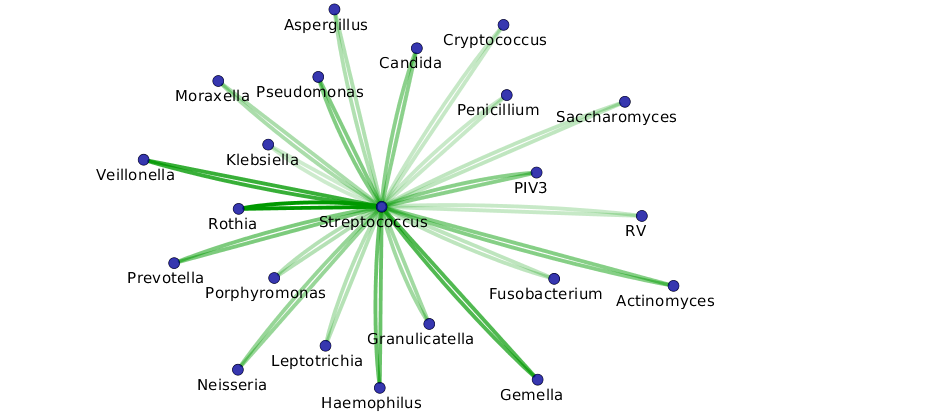 Aspergillus
Cryptococcus
Candida
Moraxella
Pseudomonas
Penicillium
Saccharomyces
Klebsiella
Veillonella
PIV3
Rothia
Streptococcus
RV
Prevotella
Porphyromonas
Fusobacterium
Actinomyces
Granulicatella
Leptotrichia
Neisseria
Gemella
Haemophilus